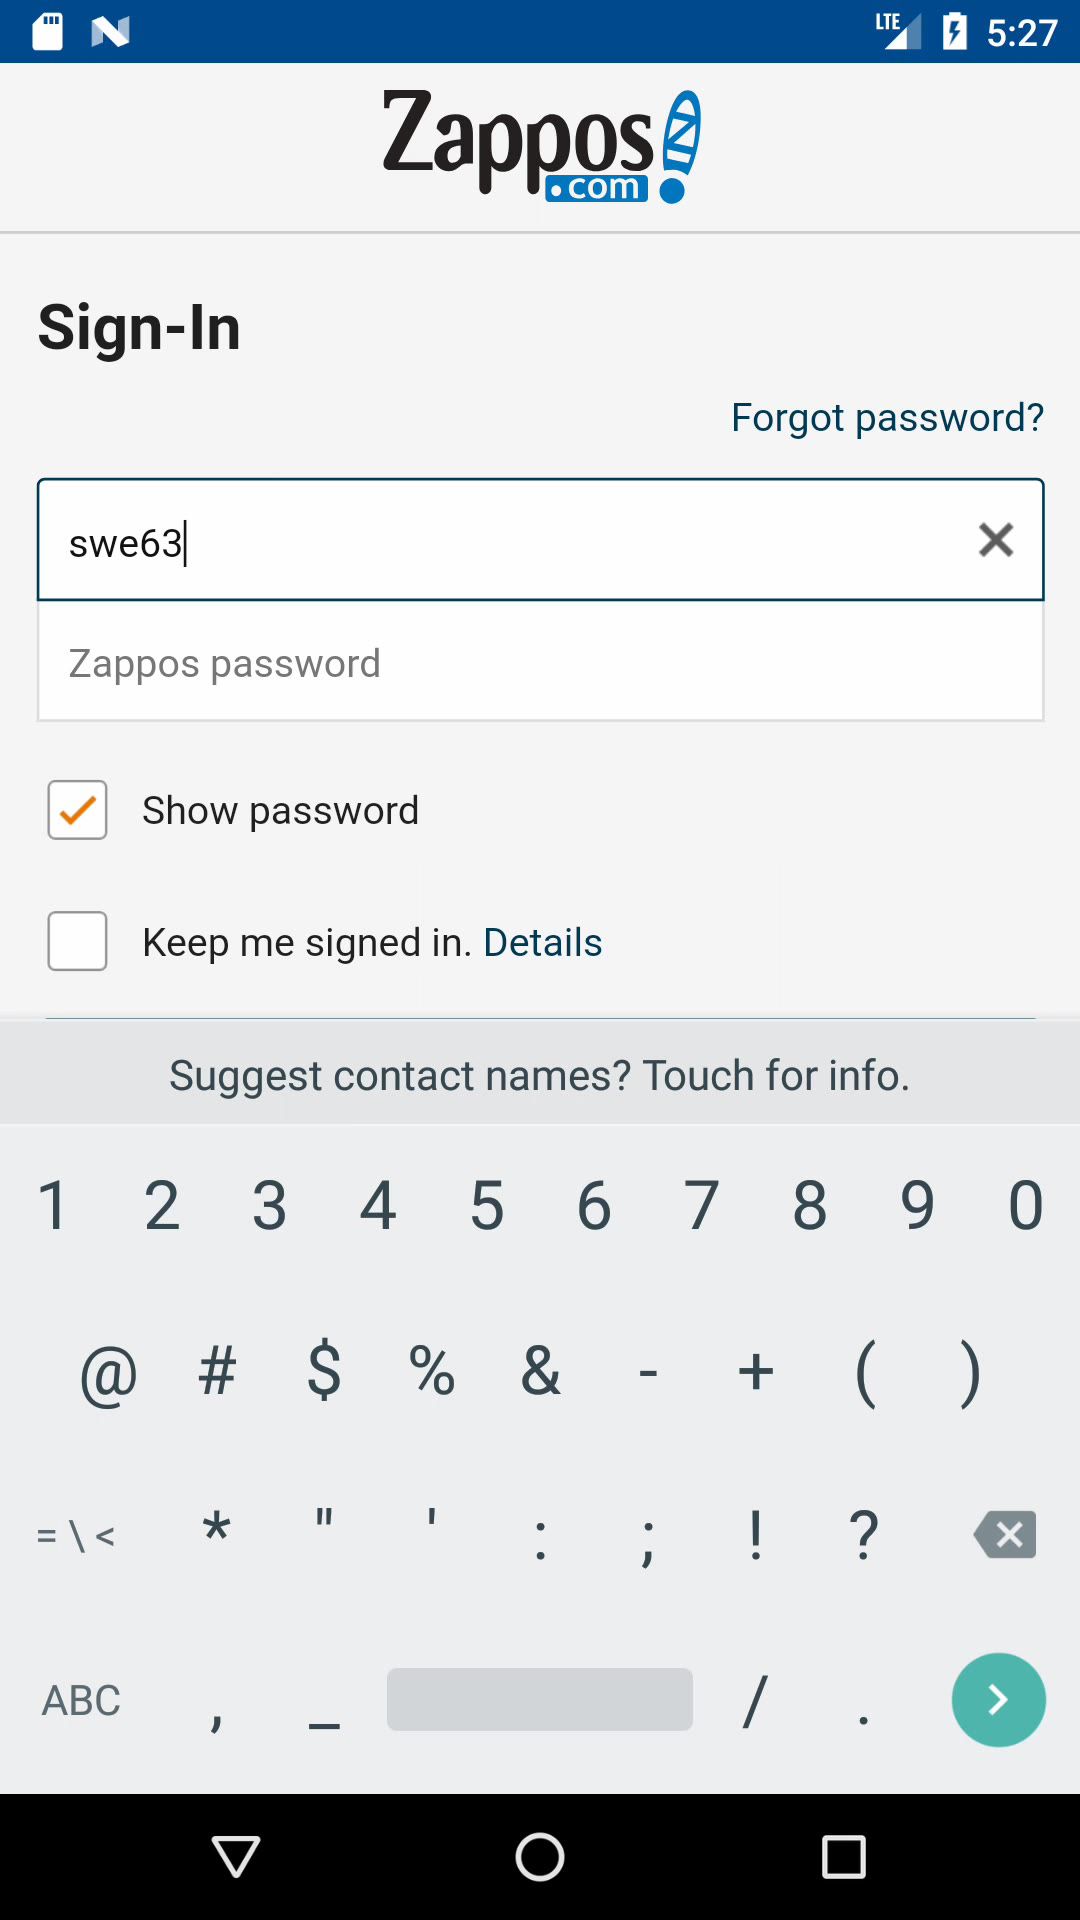 LTE 5:27
Zappos
.com
Sign-In
Forgot password?
swe63
Zappos password
Show password
Keep me signed in. Details
Suggest contact names? Touch for info.
1 2 3 4 5 6 7 8 9 0
@ # $ % & - + ( )
= \ < * " ' : ; ! ?
ABC , _ / .